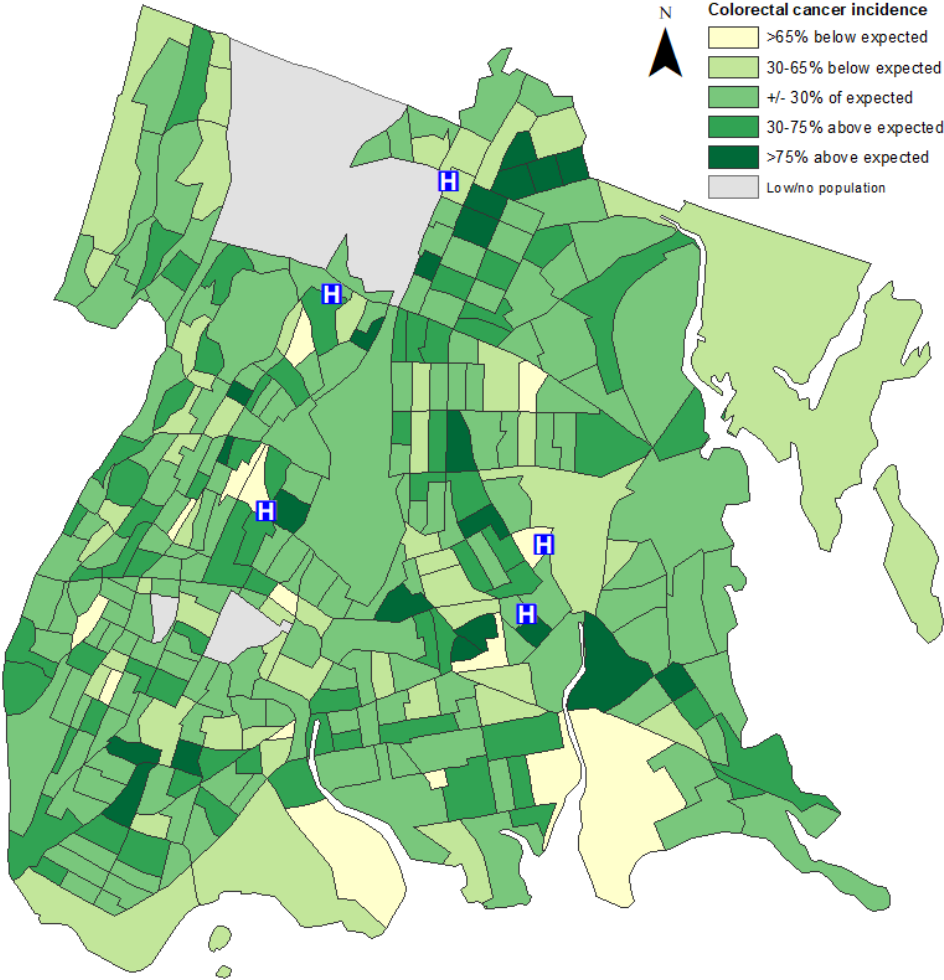 N
Colorectal cancer incidence
>65% below expected
30-65% below expected
+/- 30% of expected
30-75% above expected
>75% above expected
Low/no population
H
H
H
H
H